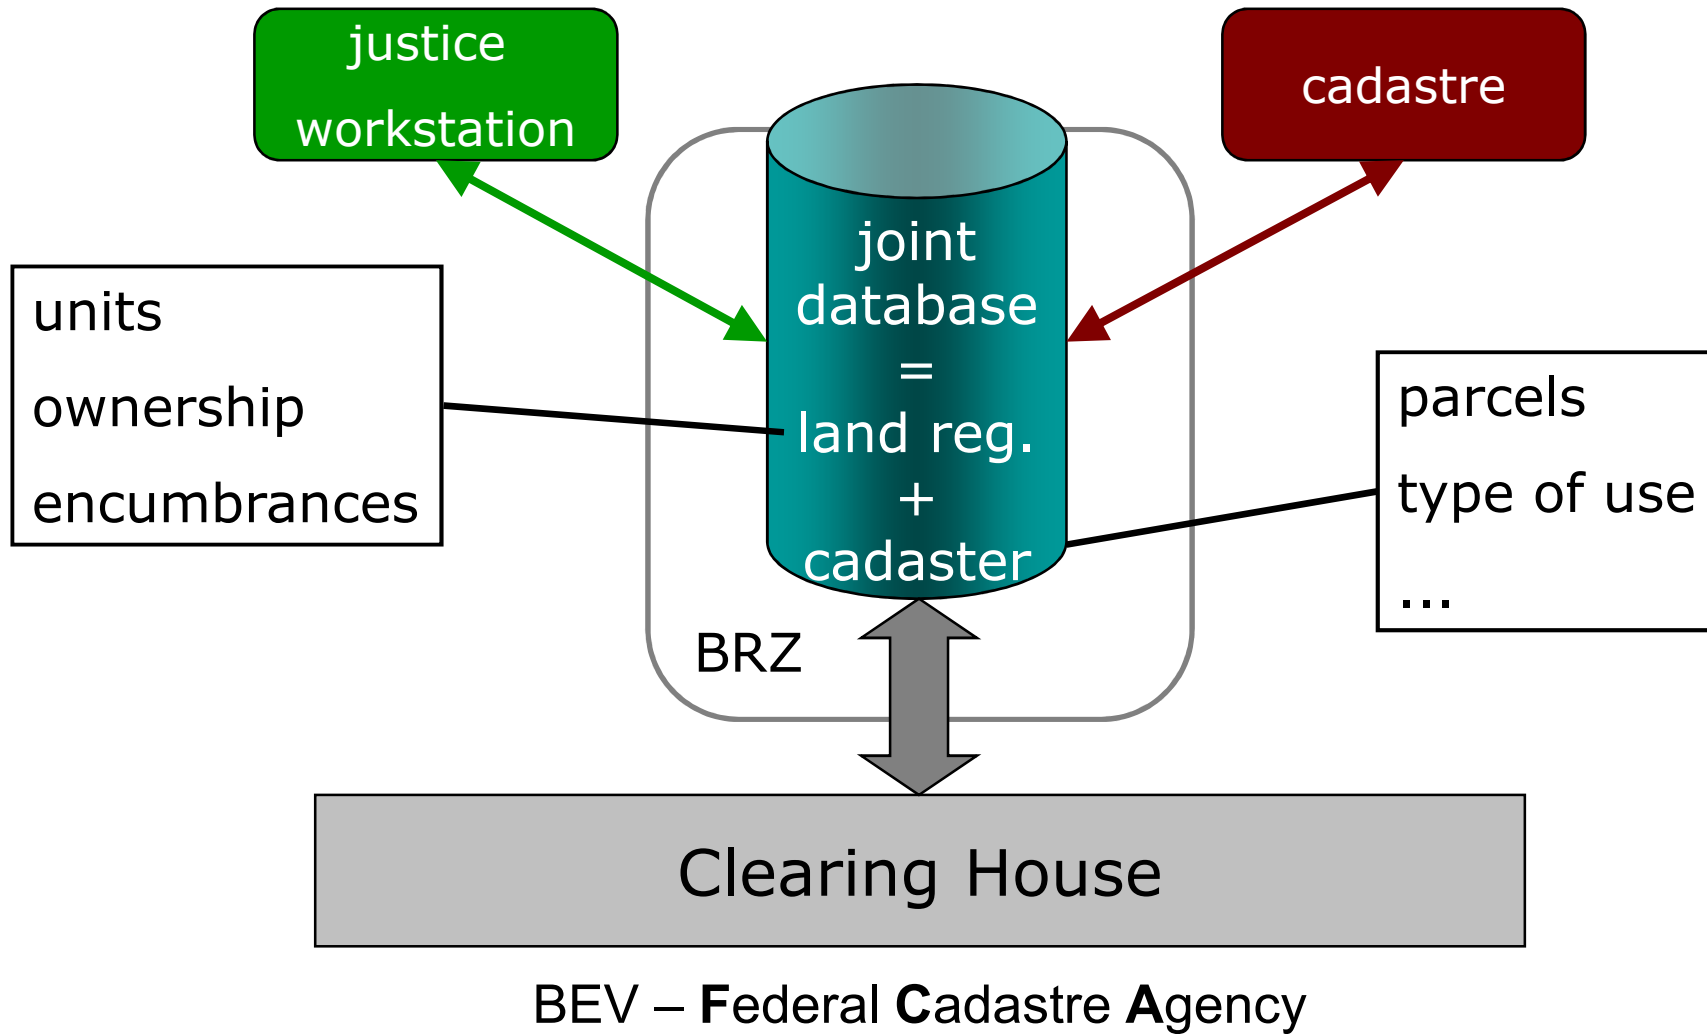 justice
workstation
cadastre
joint
database
=
land reg.
+
cadaster
units
ownership
encumbrances
parcels
type of use
...
BRZ
Clearing House
BEV – Federal Cadastre Agency